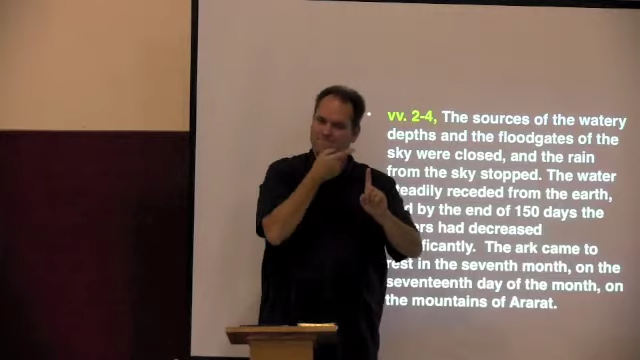 vv. 2-4, The sources of the watery
depths and the floodgates of the
sky were closed, and the rain
from the sky stopped. The water
readily receded from the earth,
by the end of 150 days the
had decreased
The ark came to
rest in the seventh month, on the
seventeenth day of the month, on
the mountains of Ararat.